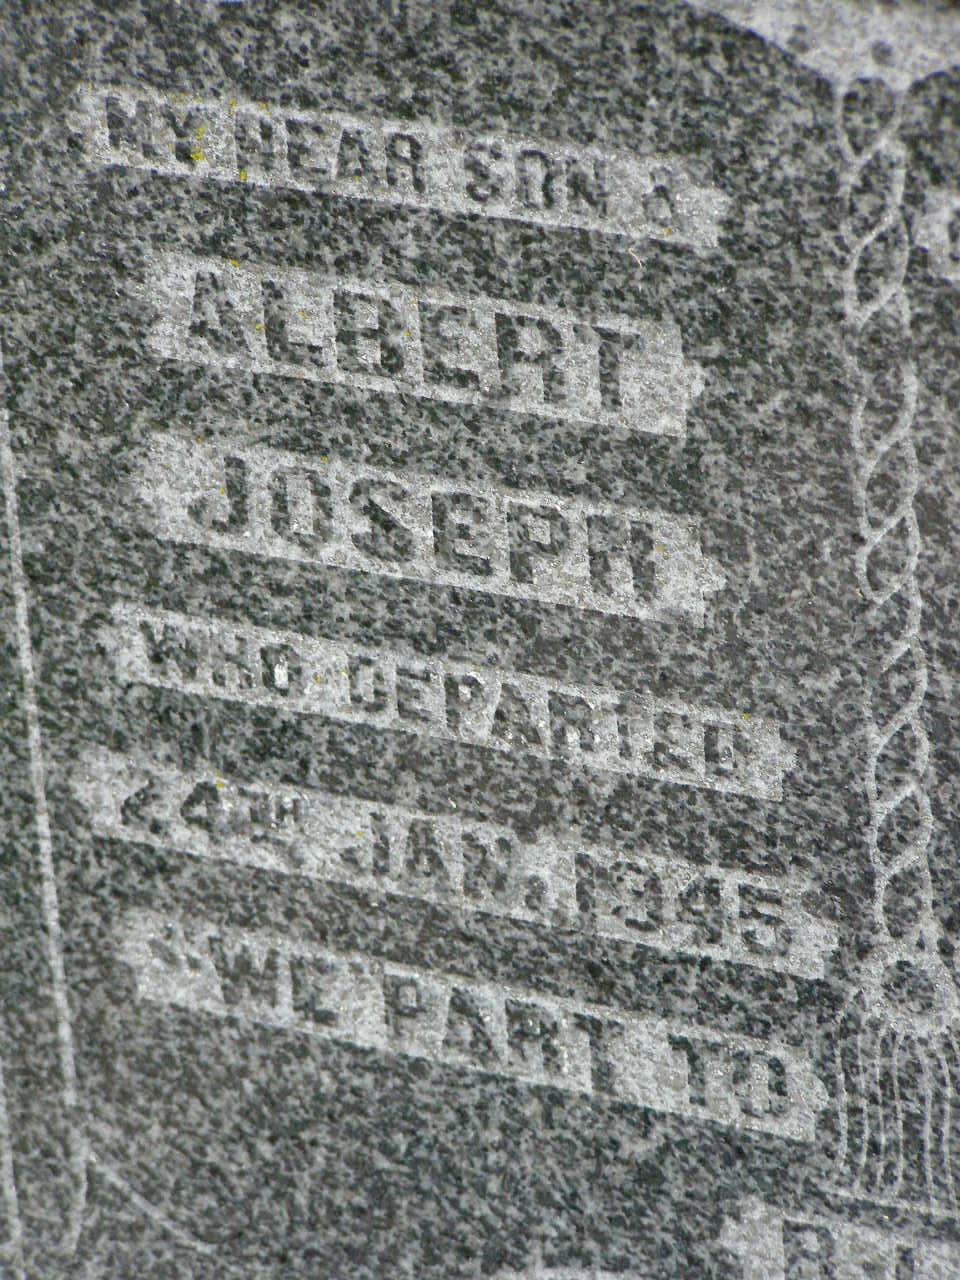 MY DEAR SON &
ALBERT
JOSEPH
WHO DEPARTED
24TH JAN. 1945
"WE PART TO